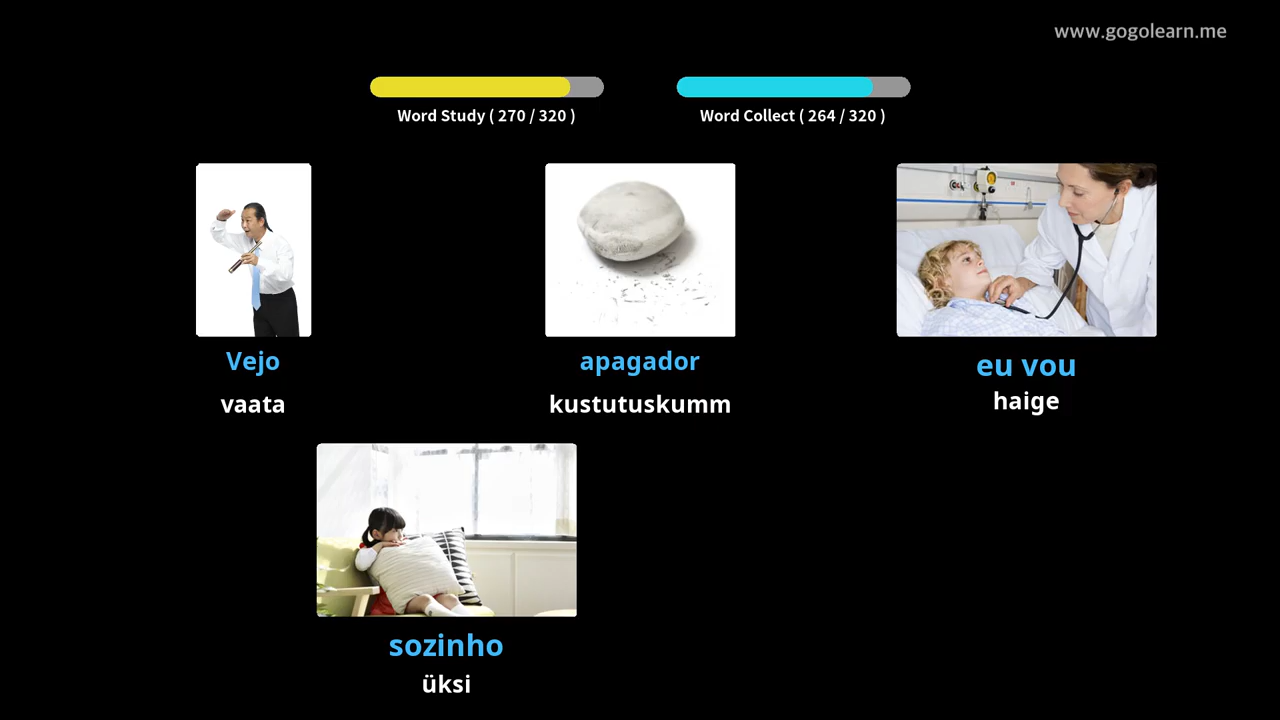 www.gogolearn.me
Word Study ( 270 / 320 )
Word Collect ( 264 / 320 )
Vejo
vaata
apagador
kustutuskumm
eu vou
haige
sozinho
üksi